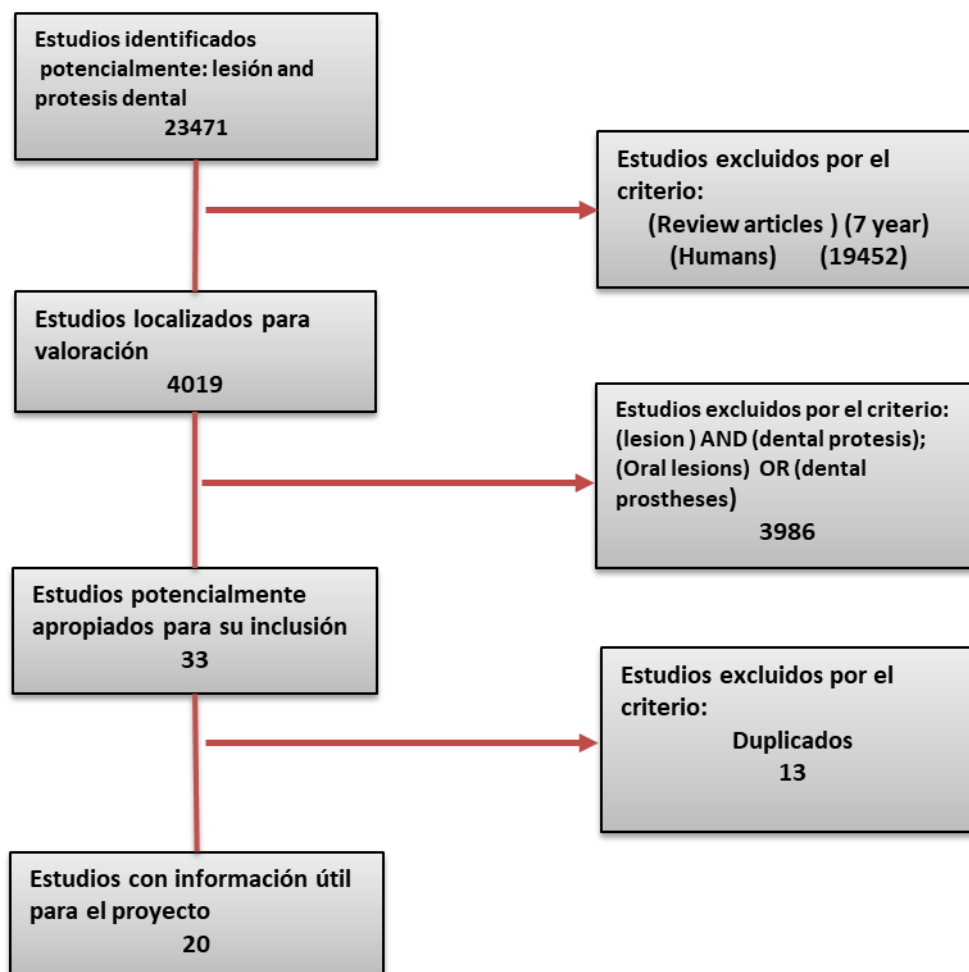 Estudios identificados
potencialmente: lesión and
protesis dental
23471
Estudios excluidos por el
criterio:
(Review articles ) (7 year)
(Humans) (19452)
Estudios localizados para
valoración
4019
Estudios excluidos por el criterio:
(lesion ) AND (dental protesis);
(Oral lesions) OR (dental
prostheses)
3986
Estudios potencialmente
apropiados para su inclusión
33
Estudios excluidos por el
criterio:
Duplicados
13
Estudios con información útil
para el proyecto
20